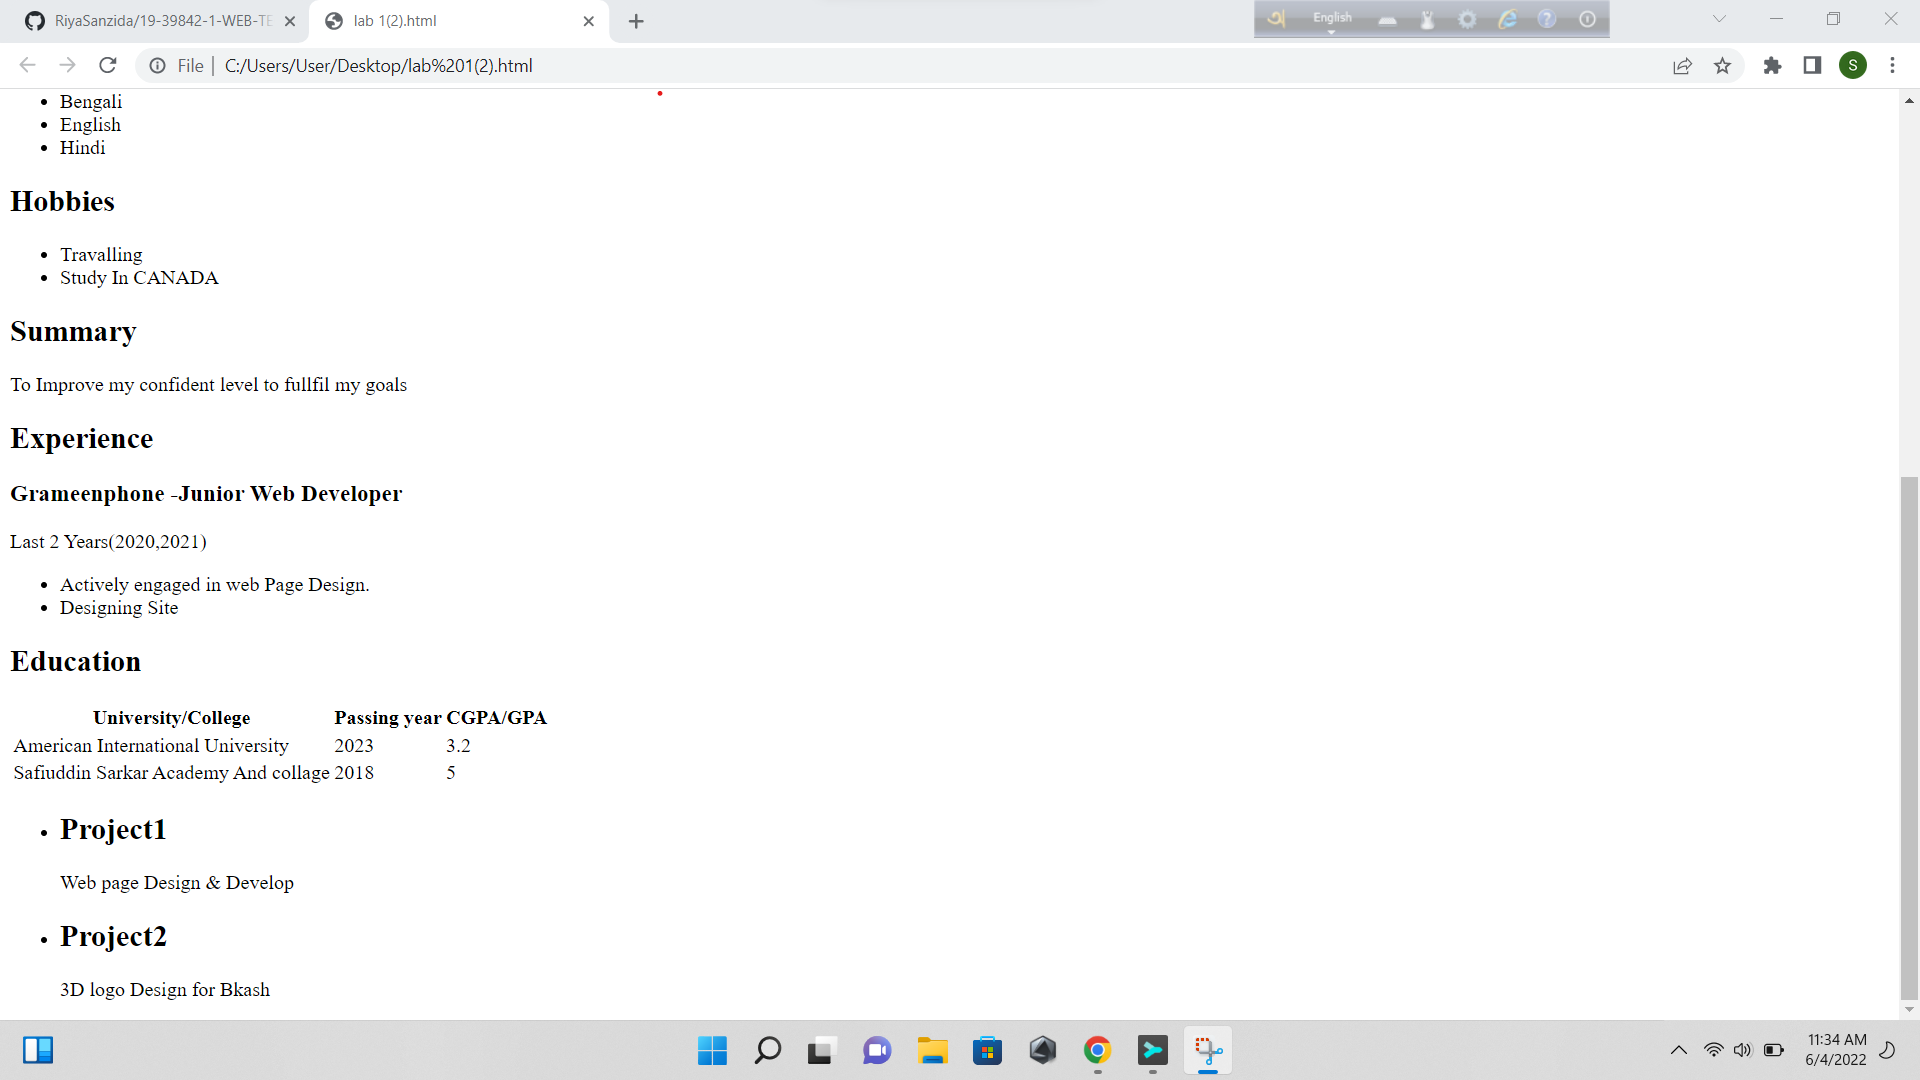 RiyaSanzida/19-39842-1-WEB-TE
lab 1(2).html
English
File
C:/Users/User/Desktop/lab%201(2).html
S
Bengali
English
Hindi
Hobbies
Travalling
Study In CANADA
Summary
To Improve my confident level to fullfil my goals
Experience
Grameenphone -Junior Web Developer
Last 2 Years(2020,2021)
Actively engaged in web Page Design.
Designing Site
Education
University/College Passing year CGPA/GPA
American International University 2023 3.2
Safiuddin Sarkar Academy And collage 2018 5
Project1
Web page Design & Develop
Project2
3D logo Design for Bkash
11:34 AM
6/4/2022